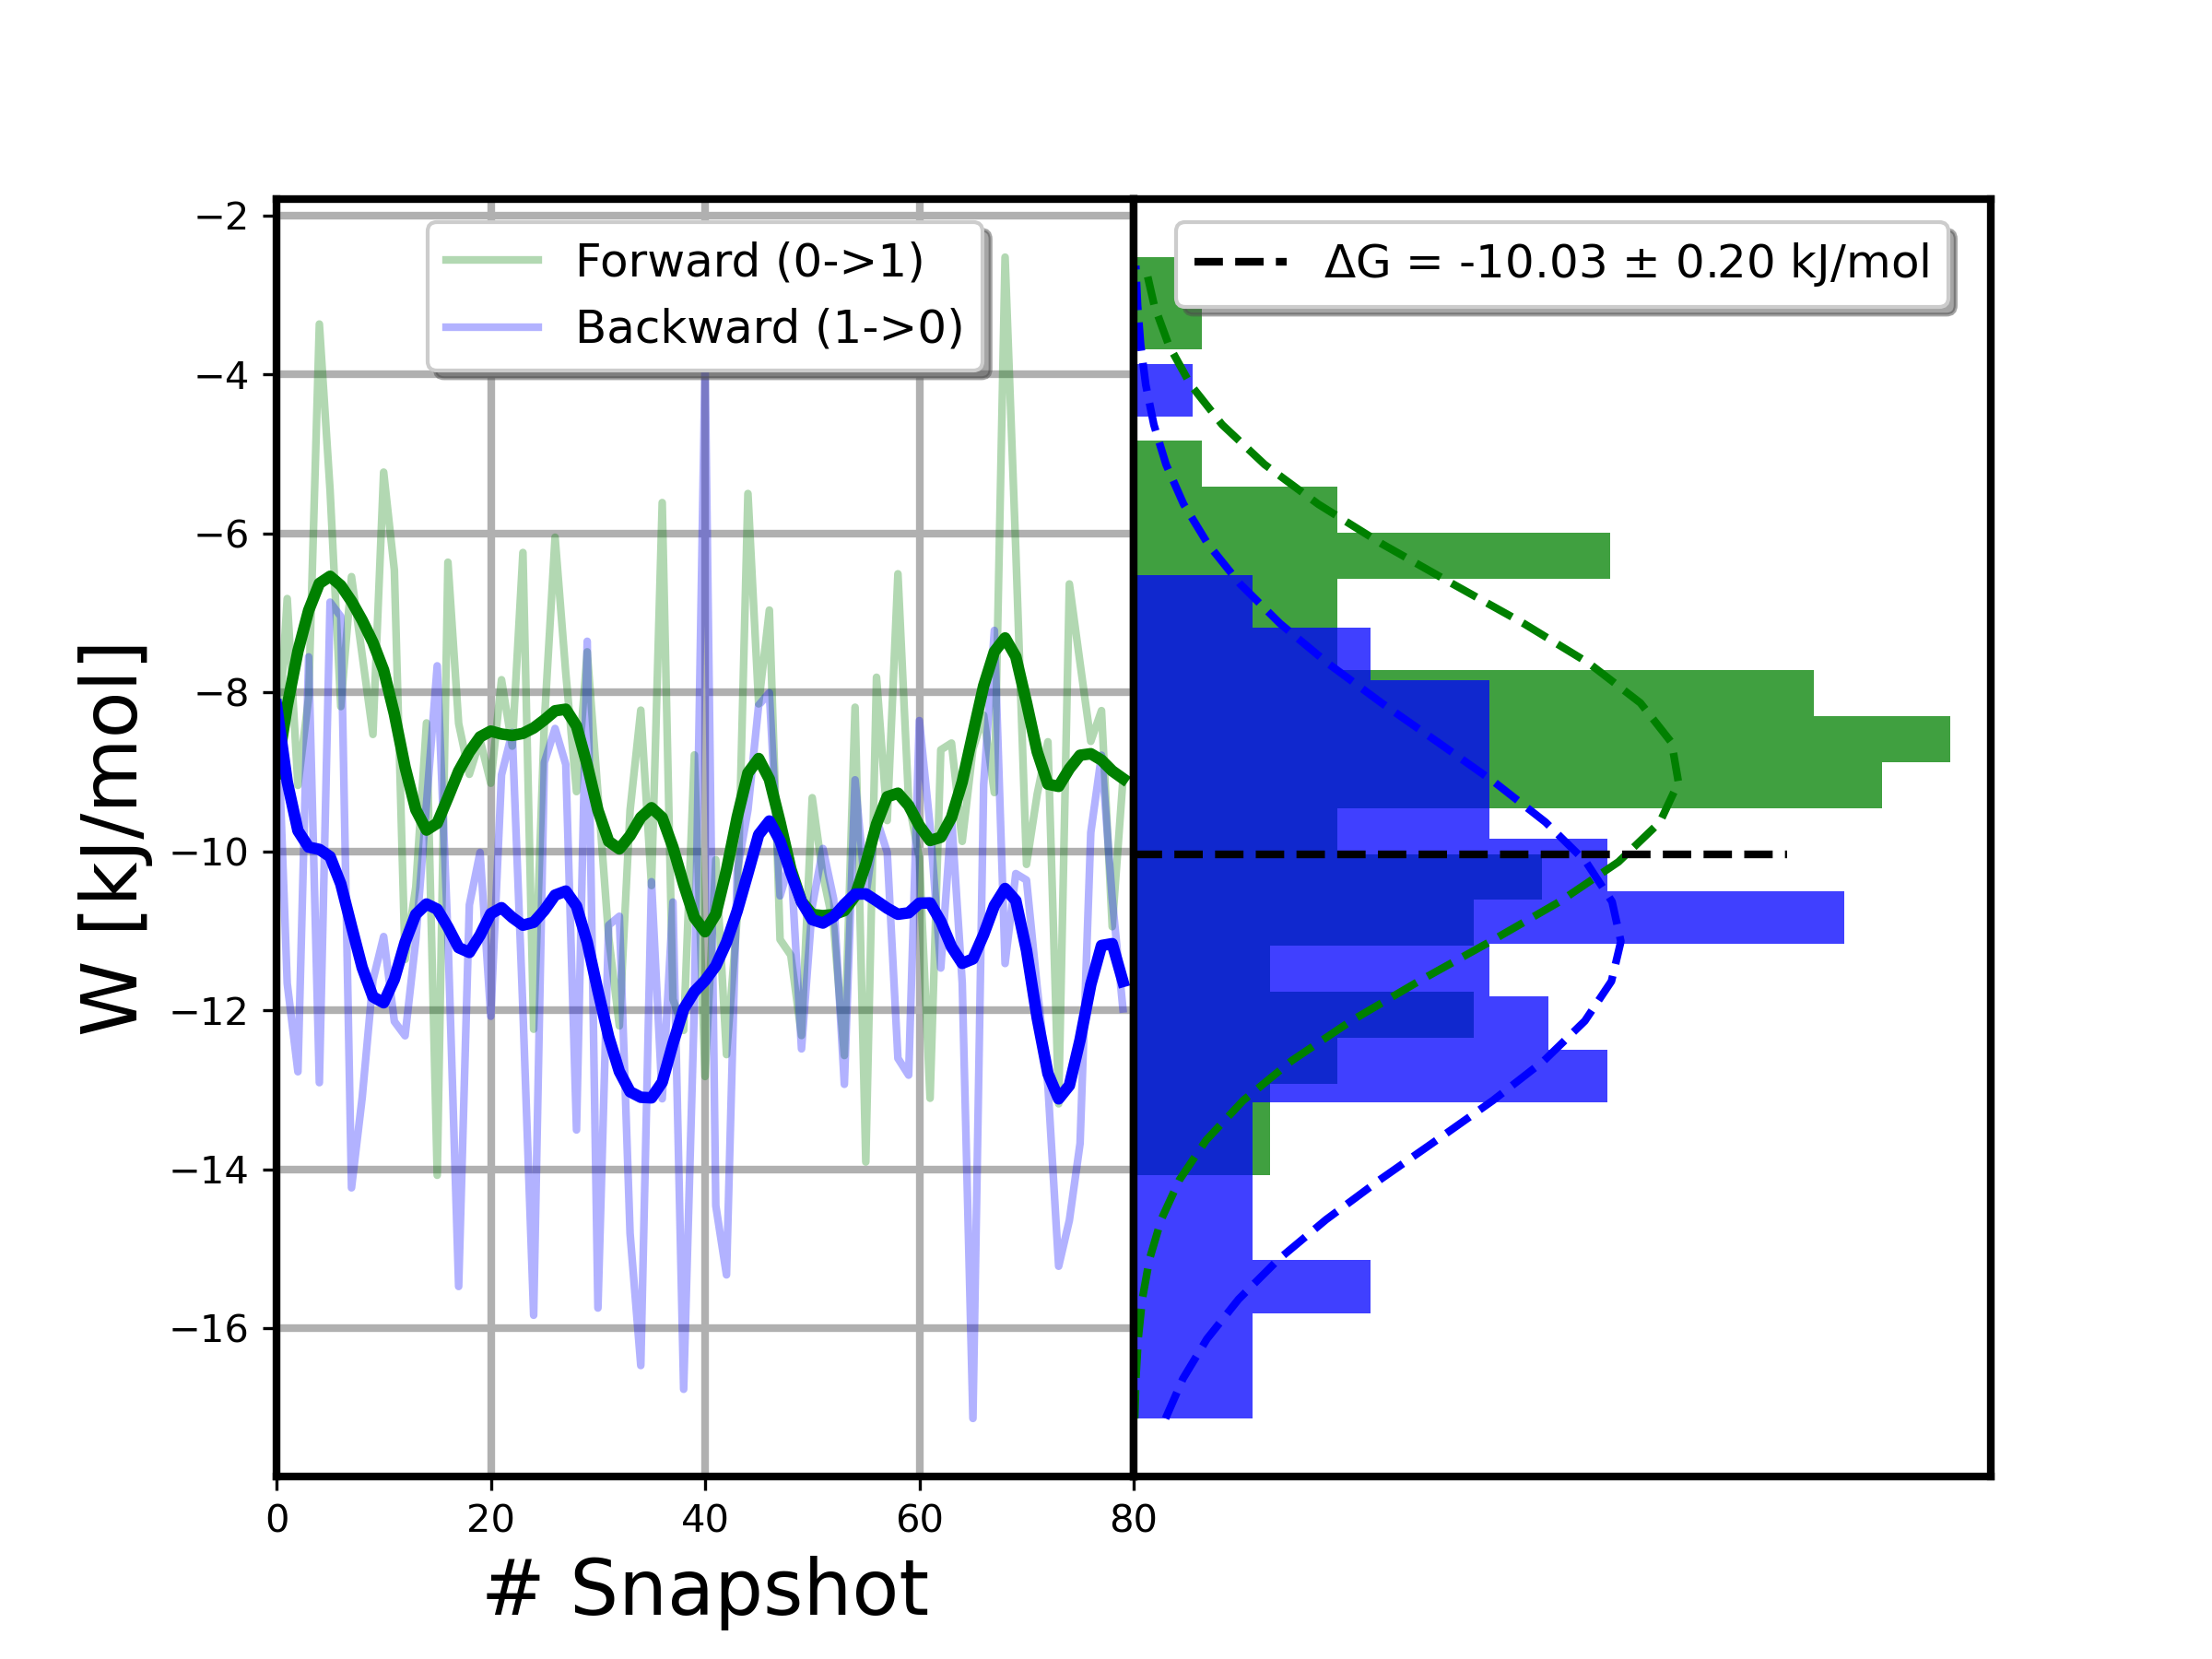 Forward (0->1)
Backward (1->0)
ΔG = -10.03 ± 0.20 kJ/mol
W [kJ/mol]
−2
−4
−6
−8
−10
−12
−14
−16
0 20 40 60 80
# Snapshot